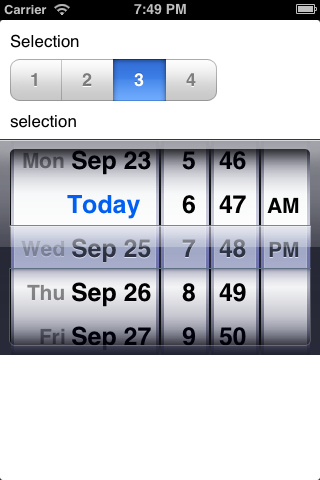 Carrier 7:49 PM
Selection
1 2 3 4
selection
Mon Sep 23 5 46
Today 6 47 AM
Wed Sep 25 7 48 PM
Thu Sep 26 8 49
Fri Sep 27 9 50